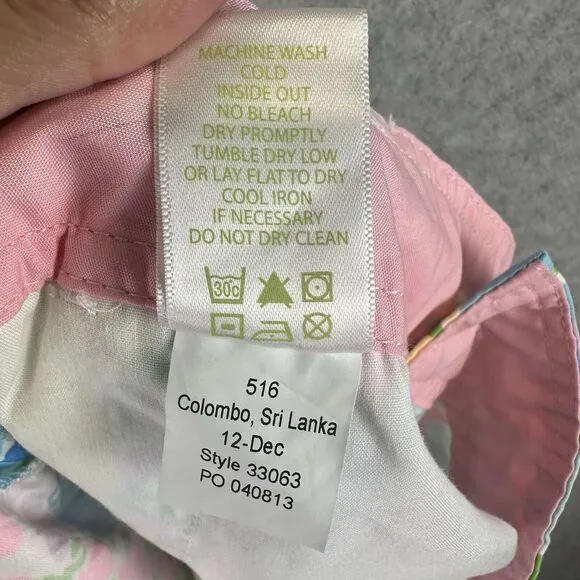 MACHINE WASH
COLD
INSIDE OUT
NO BLEACH
DRY PROMPTLY
TUMBLE DRY LOW
OR LAY FLAT TO DRY
COOL IRON
IF NECESSARY
DO NOT DRY CLEAN
30c
516
Colombo, Sri Lanka
12-Dec
Style 33063
PO 040813